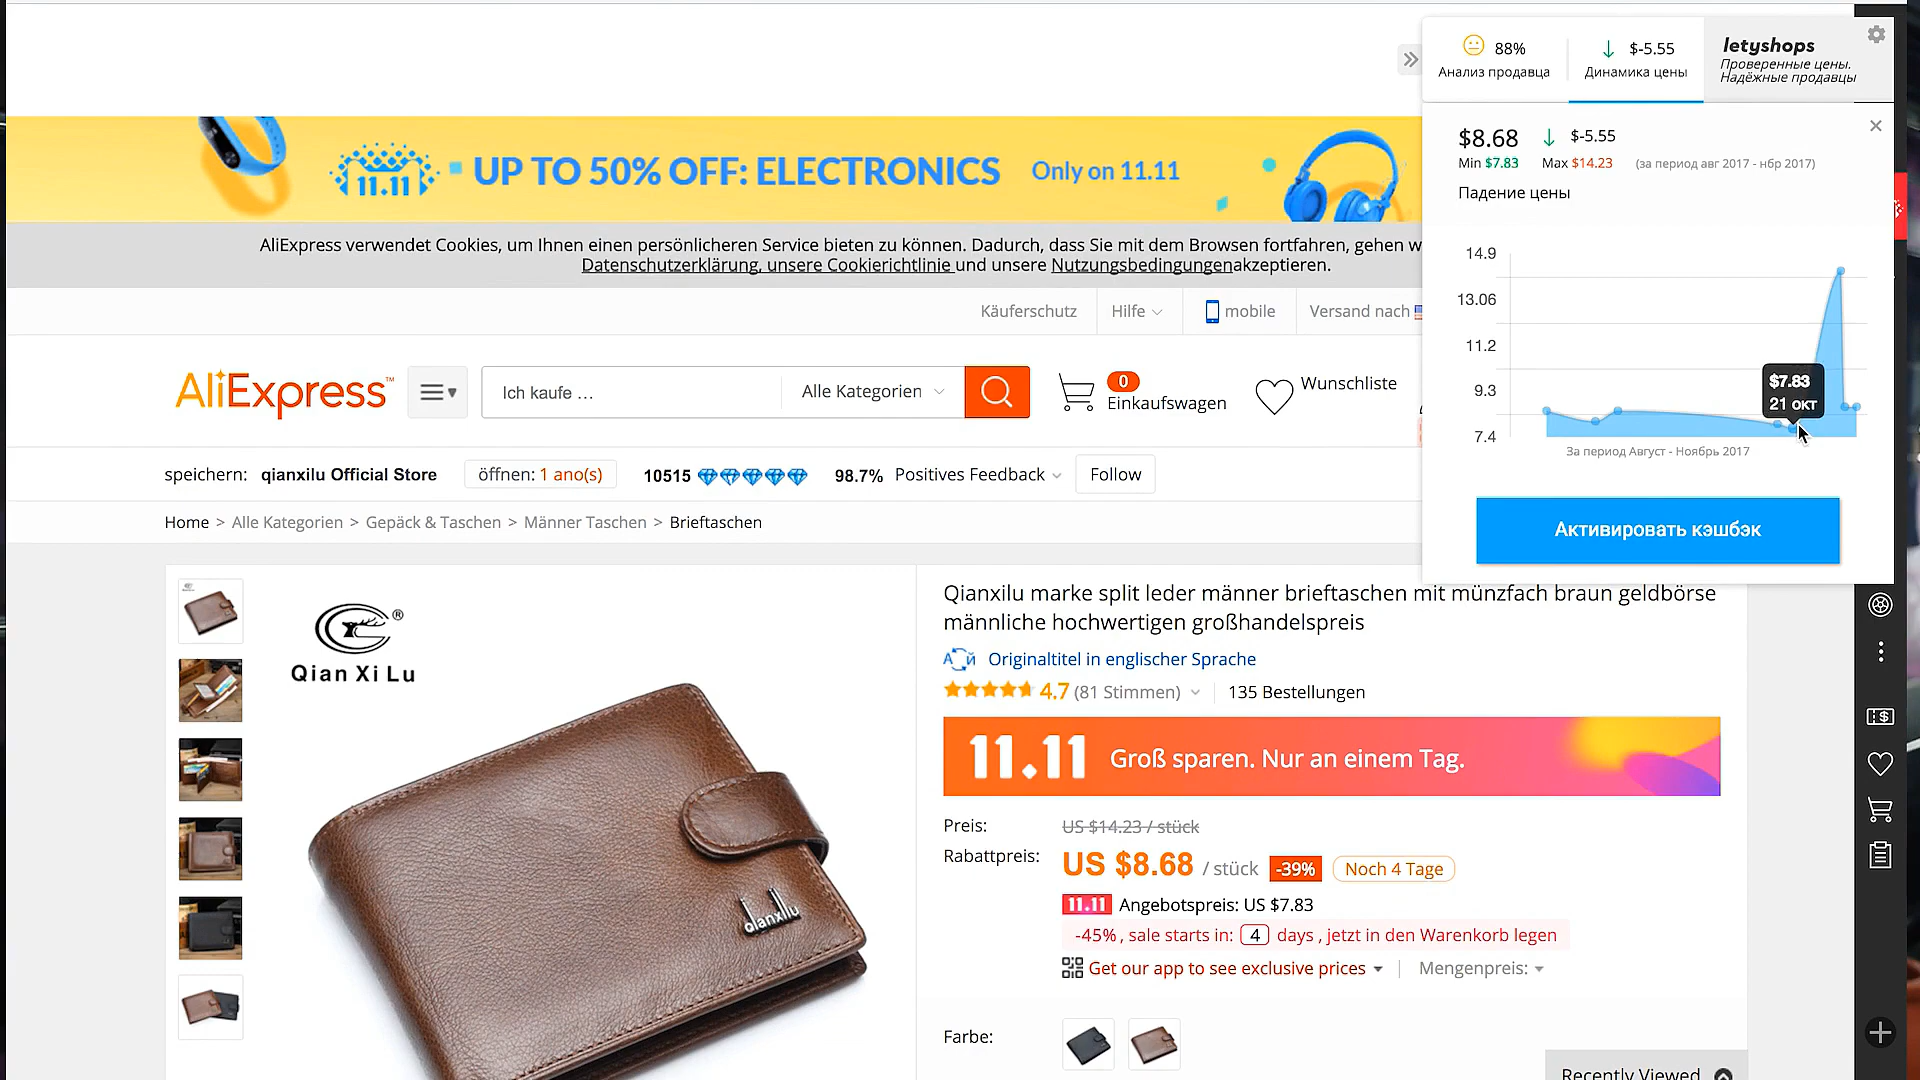 88%
Анализ продавца
$-5.55
Динамика цены
letyshops
Проверенные цены.
Надёжные продавцы
$8.68 $-5.55
Min $7.83 Max $14.23 (за период авг 2017 - нбр 2017)
Падение цены
14.9
13.06
11.2
9.3
7.4
$7.83
21 окт
За период Август - Ноябрь 2017
Активировать кэшбэк
11.11 UP TO 50% OFF: ELECTRONICS Only on 11.11
AliExpress verwendet Cookies, um Ihnen einen persönlicheren Service bieten zu können. Dadurch, dass Sie mit dem Browsen fortfahren, gehen
Datenschutzerklärung, unsere Cookierichtlinie und unsere Nutzungsbedingungenakzeptieren.
Käuferschutz Hilfe mobile Versand nach
AliExpress™ Ich kaufe ... Alle Kategorien 0 Einkaufswagen Wunschliste
speichern: qianxilu Official Store öffnen: 1 ano(s) 10515 98.7% Positives Feedback Follow
Home > Alle Kategorien > Gepäck & Taschen > Männer Taschen > Brieftaschen
Qian Xi Lu ®
qianxilu
Qianxilu marke split leder männer brieftaschen mit münzfach braun geldbörse
männliche hochwertigen großhandelspreis
Originaltitel in englischer Sprache
4.7 (81 Stimmen) 135 Bestellungen
11.11 Groß sparen. Nur an einem Tag.
Preis: US $14.23 / stück
Rabattpreis: US $8.68 / stück -39% Noch 4 Tage
11.11 Angebotspreis: US $7.83
-45% , sale starts in: 4 days , jetzt in den Warenkorb legen
Get our app to see exclusive prices Mengenpreis:
Farbe:
Recently Viewed